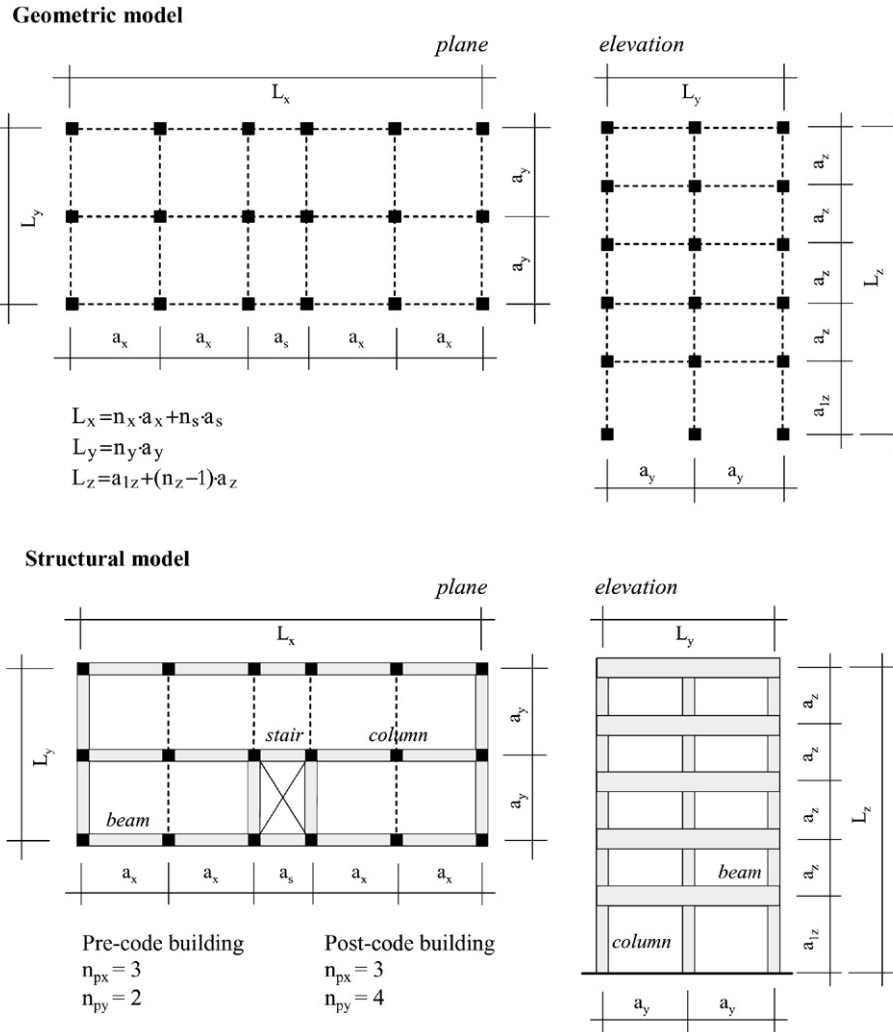 Geometric model
plane
elevation
L_x
L_y
L_y
a_y
a_y
a_z
a_z
a_z
a_z
a_1z
L_z
a_x a_x a_s a_x a_x
a_y a_y
L_x=n_x·a_x+n_s·a_s
L_y=n_y·a_y
L_z=a_1z+(n_z−1)·a_z
Structural model
plane
elevation
L_x
L_y
L_y
a_y
a_y
stair
column
beam
a_z
a_z
a_z
a_z
a_1z
L_z
beam
column
a_x a_x a_s a_x a_x
a_y a_y
Pre-code building
n_px = 3
n_py = 2
Post-code building
n_px = 3
n_py = 4